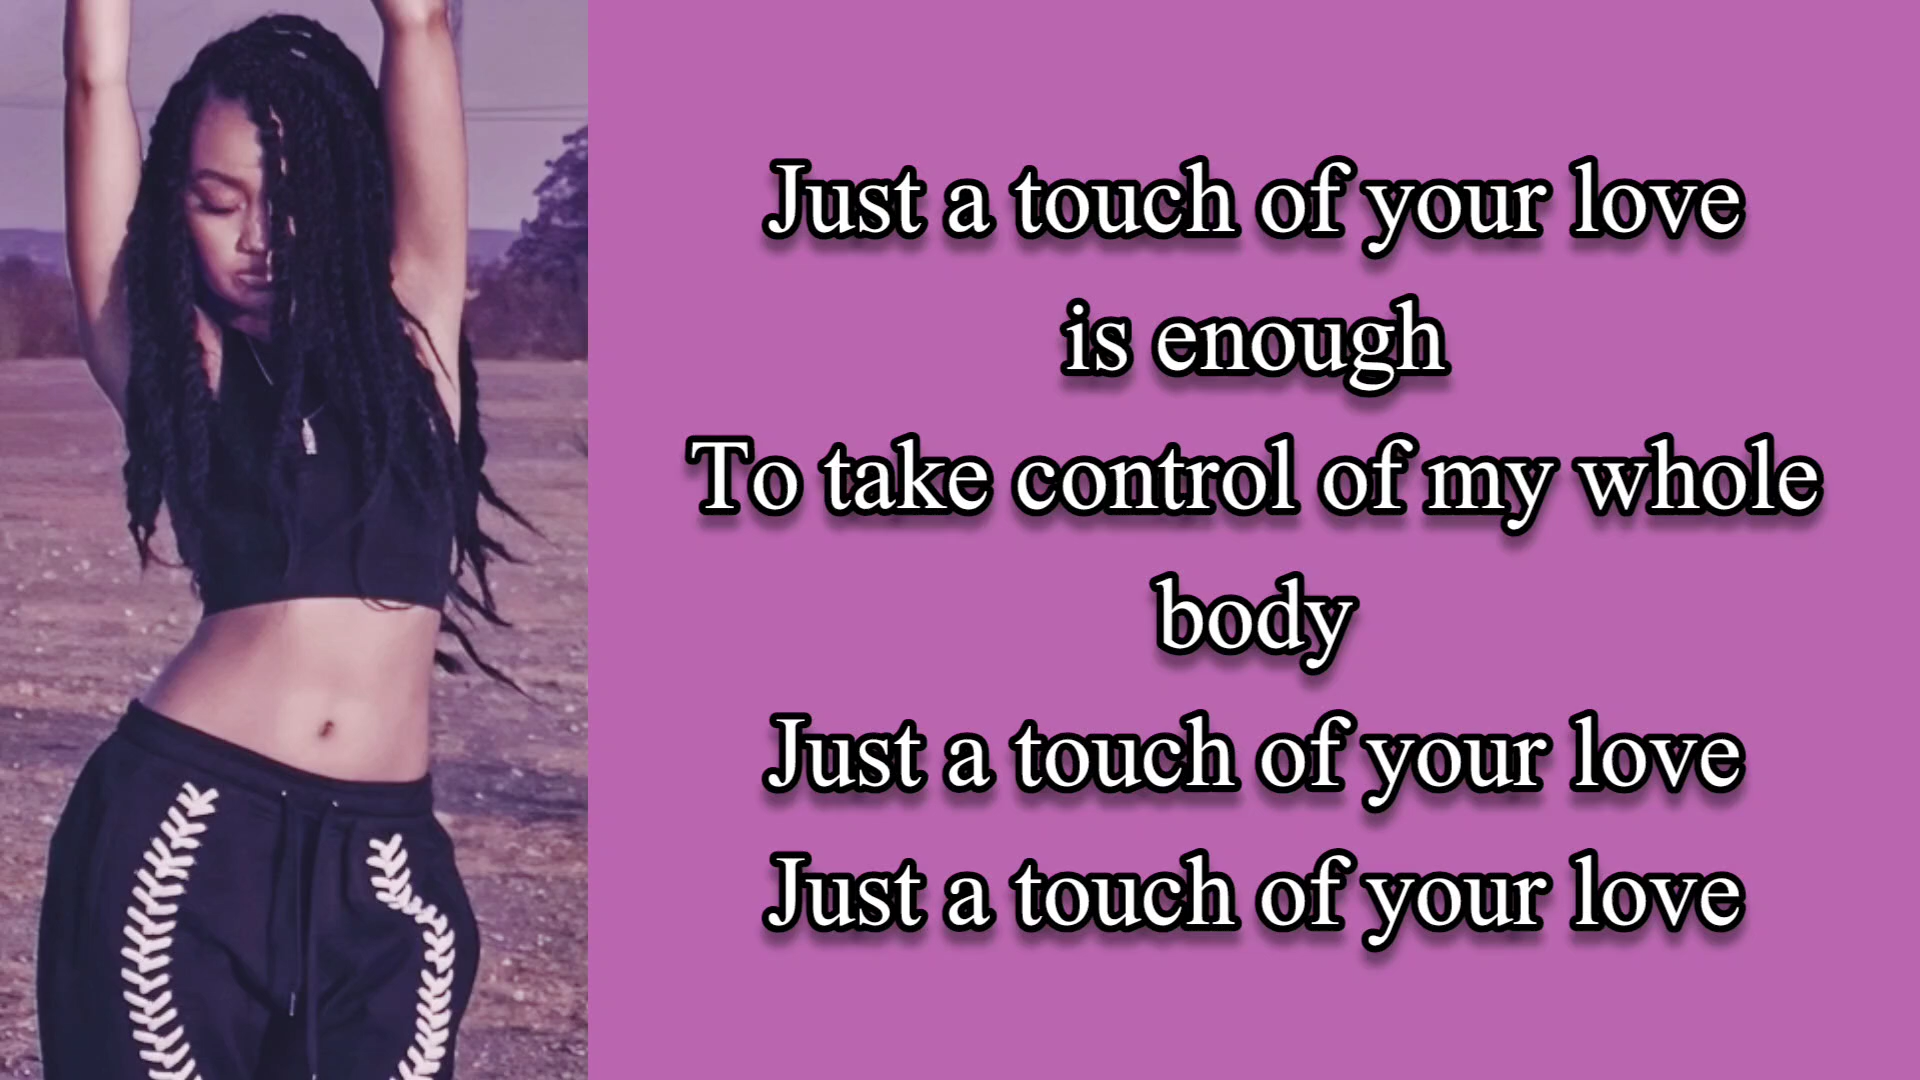 Just a touch of your love
is enough
To take control of my whole
body
Just a touch of your love
Just a touch of your love